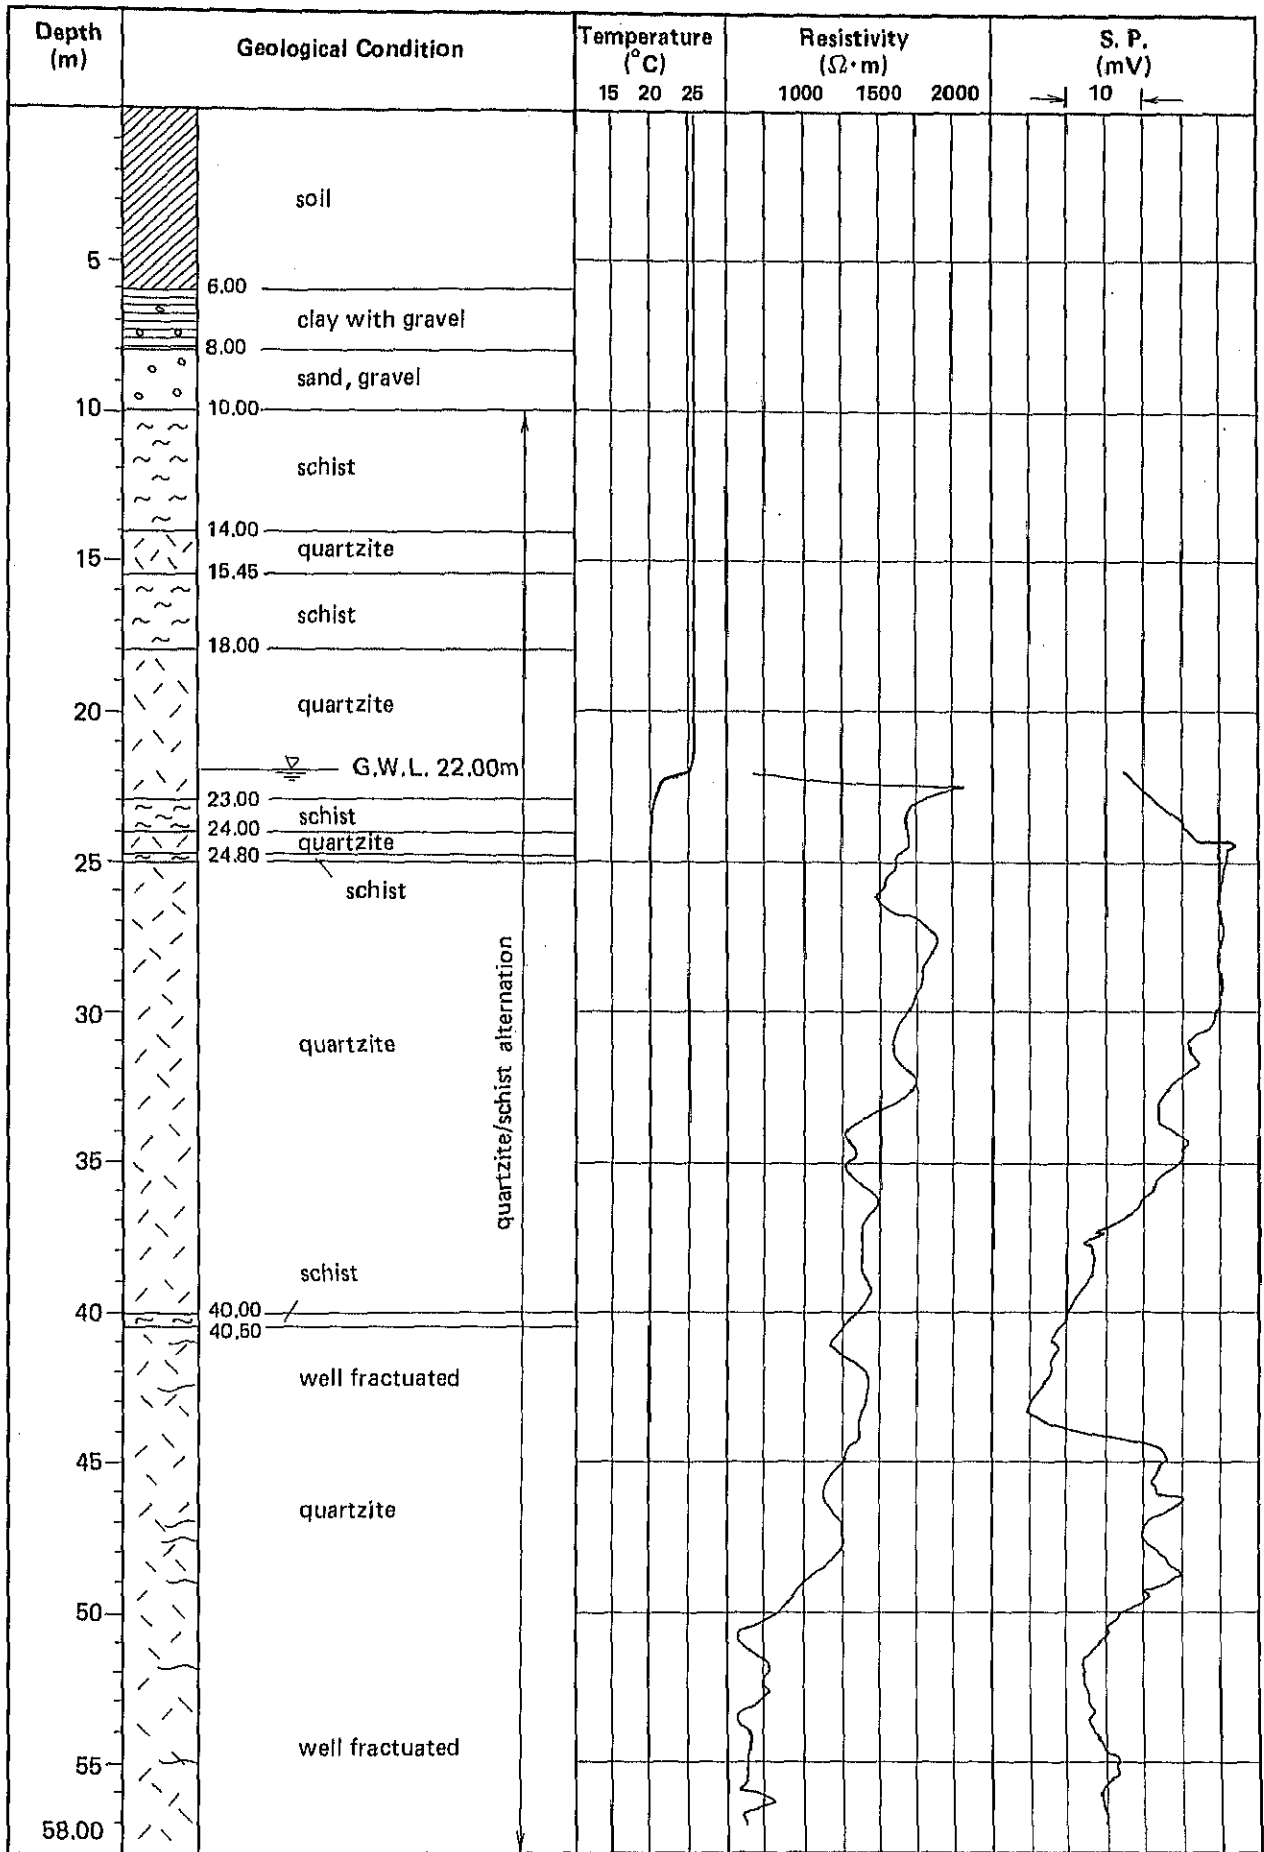 Depth
(m)
Geological Condition
Temperature
(°C)
15 20 25
Resistivity
(Ω·m)
1000 1500 2000
S. P.
(mV)
10
soil
5
6.00
clay with gravel
8.00
sand, gravel
10
10.00
schist
14.00
quartzite
15
15.45
schist
18.00
quartzite
20
G.W.L. 22.00m
23.00
schist
24.00
quartzite
24.80
25
schist
quartzite/schist alternation
30
quartzite
35
schist
40
40.00
40.50
well fractuated
45
quartzite
50
well fractuated
55
58.00